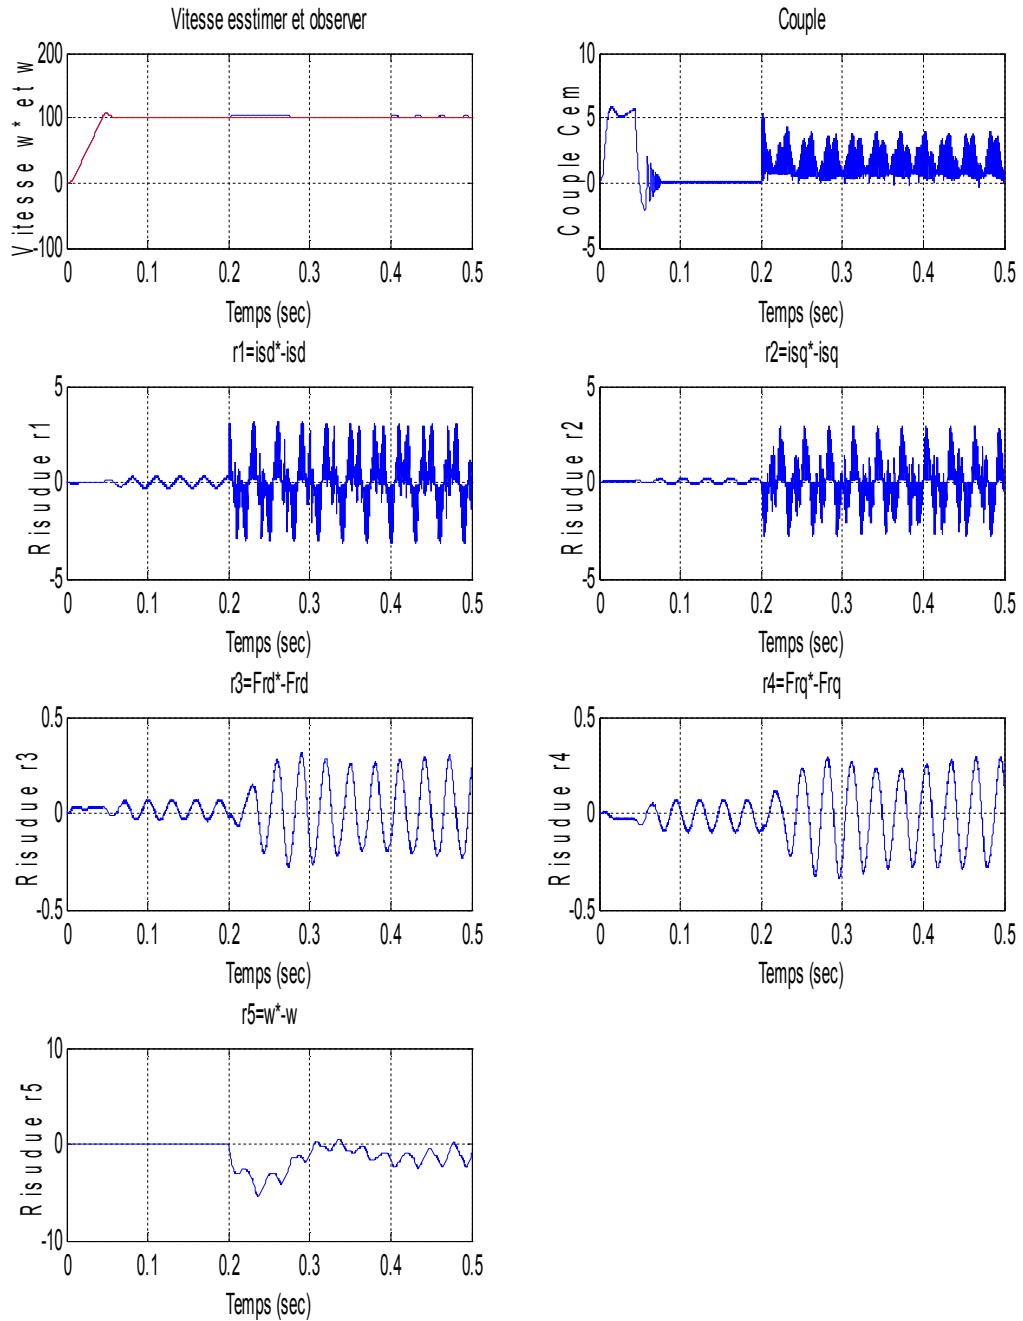 Vitesse esstimer et observer
Couple
Vitesse w* et w
200
100
0
-100
0 0.1 0.2 0.3 0.4 0.5
Temps (sec)
Couple Cem
10
5
0
-5
0 0.1 0.2 0.3 0.4 0.5
Temps (sec)
r1=isd*-isd
r2=isq*-isq
Risudue r1
5
0
-5
0 0.1 0.2 0.3 0.4 0.5
Temps (sec)
Risudue r2
5
0
-5
0 0.1 0.2 0.3 0.4 0.5
Temps (sec)
r3=Frd*-Frd
r4=Frq*-Frq
Risudue r3
0.5
0
-0.5
0 0.1 0.2 0.3 0.4 0.5
Temps (sec)
Risudue r4
0.5
0
-0.5
0 0.1 0.2 0.3 0.4 0.5
Temps (sec)
r5=w*-w
Risudue r5
10
0
-10
0 0.1 0.2 0.3 0.4 0.5
Temps (sec)